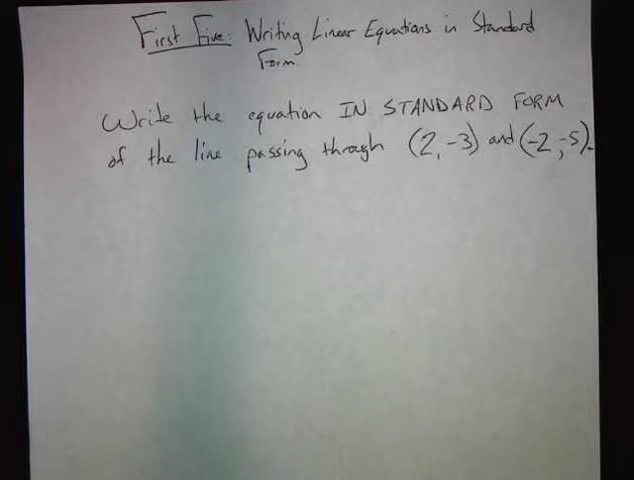 First Five: Writing Linear Equations in Standard
Form
Write the equation IN STANDARD FORM
of the line passing through (2,-3) and (-2,-5).